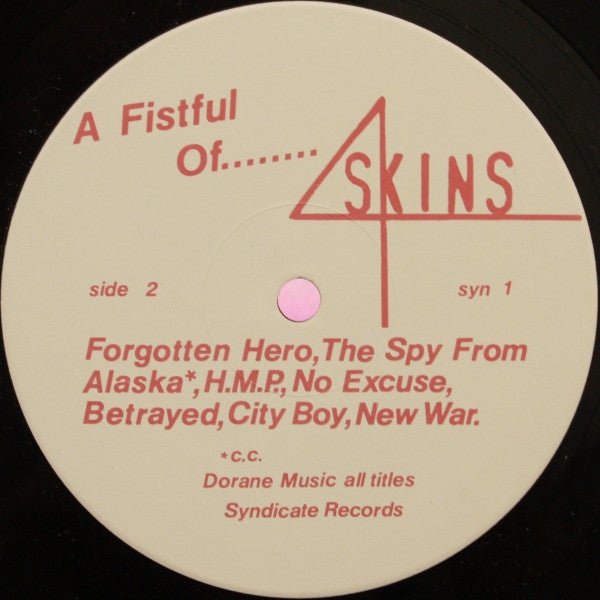 A Fistful
Of........
4 SKINS
side 2
syn 1
Forgotten Hero, The Spy From
Alaska*, H.M.P., No Excuse,
Betrayed, City Boy, New War.
*c.c.
Dorane Music all titles
Syndicate Records